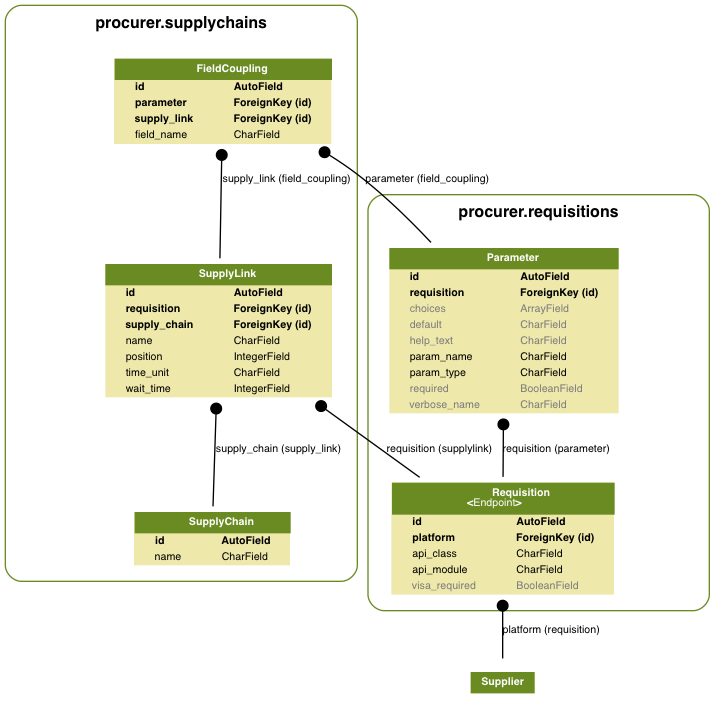 procurer.supplychains
FieldCoupling
id AutoField
parameter ForeignKey (id)
supply_link ForeignKey (id)
field_name CharField
supply_link (field_coupling)
parameter (field_coupling)
procurer.requisitions
SupplyLink
id AutoField
requisition ForeignKey (id)
supply_chain ForeignKey (id)
name CharField
position IntegerField
time_unit CharField
wait_time IntegerField
Parameter
id AutoField
requisition ForeignKey (id)
choices ArrayField
default CharField
help_text CharField
param_name CharField
param_type CharField
required BooleanField
verbose_name CharField
supply_chain (supply_link)
requisition (supplylink)
requisition (parameter)
SupplyChain
id AutoField
name CharField
Requisition
<Endpoint>
id AutoField
platform ForeignKey (id)
api_class CharField
api_module CharField
visa_required BooleanField
platform (requisition)
Supplier